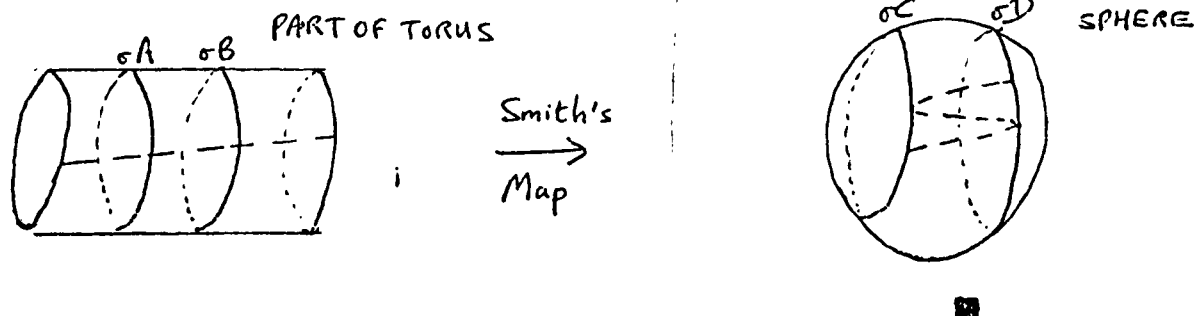 PART OF TORUS
σA σB
Smith's
Map
i
σC σD
SPHERE